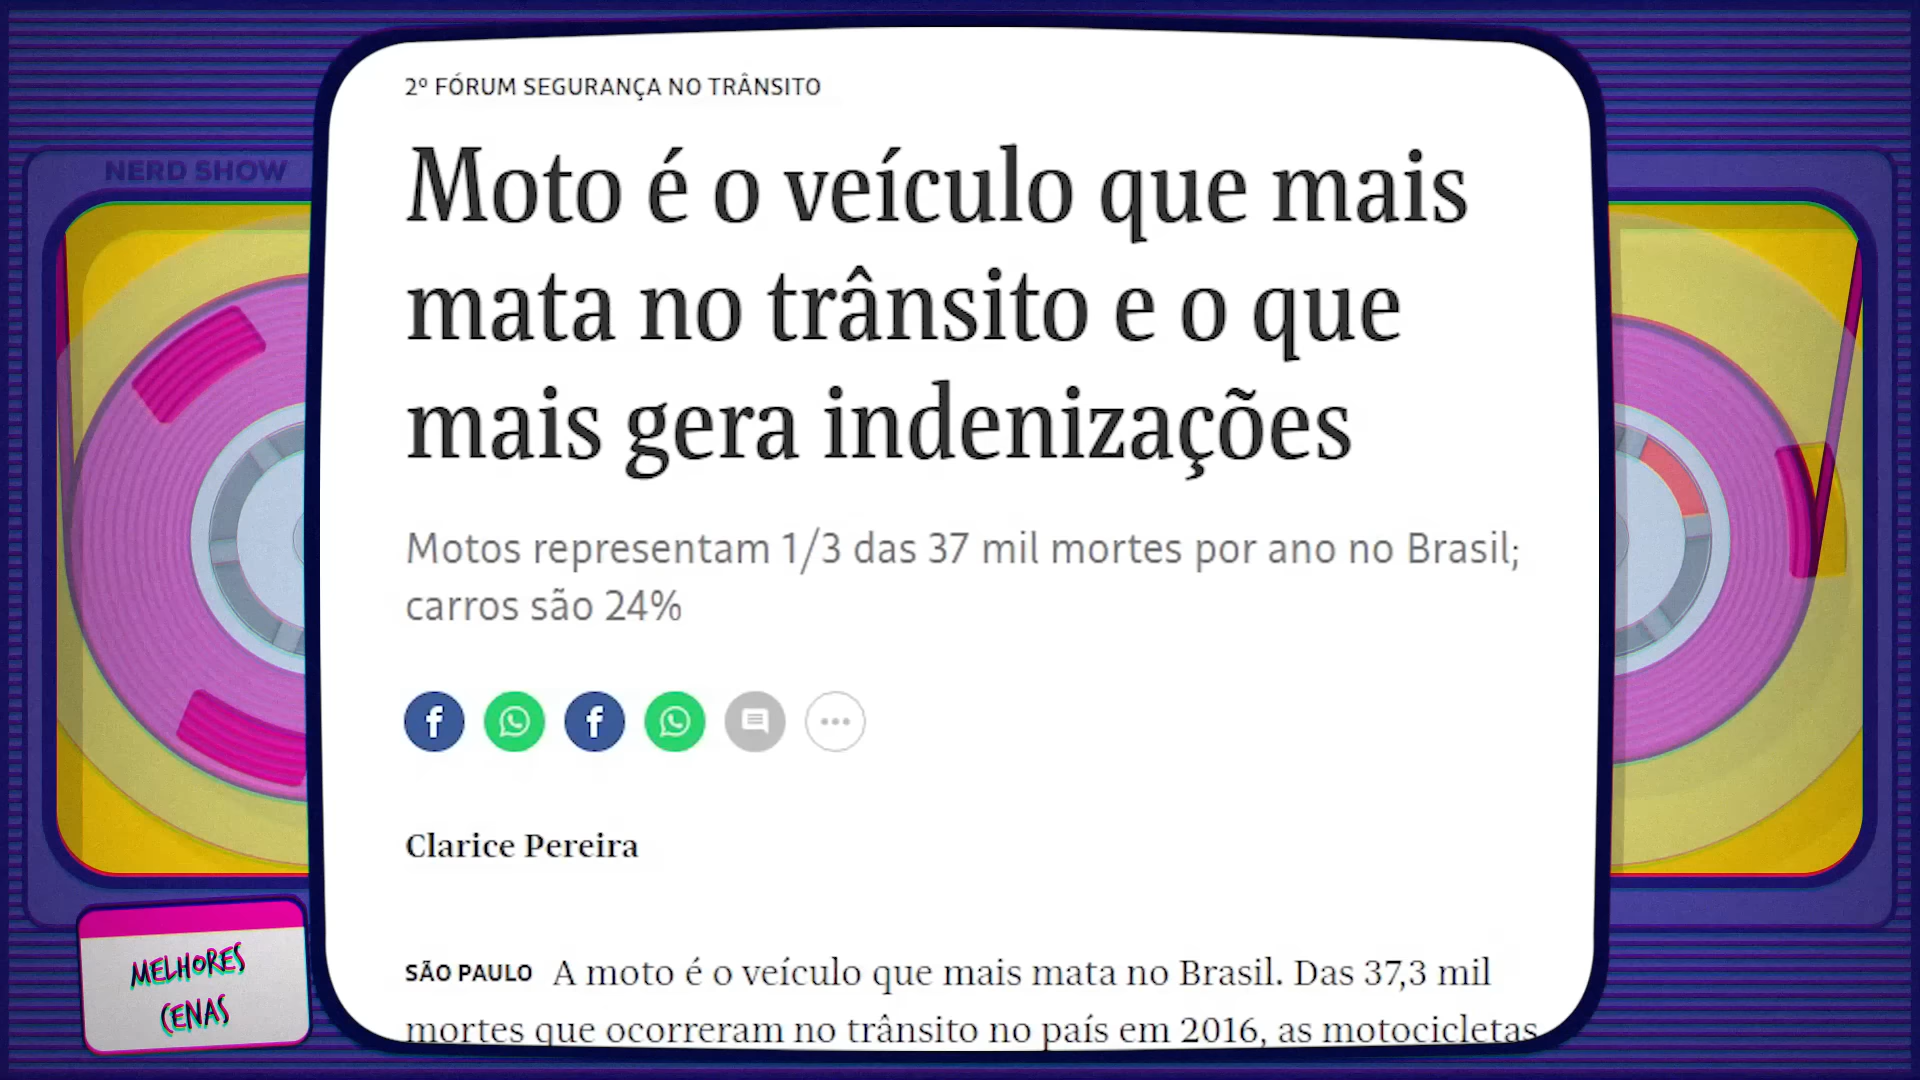 2º FÓRUM SEGURANÇA NO TRÂNSITO
NERD SHOW
Moto é o veículo que mais
mata no trânsito e o que
mais gera indenizações
Motos representam 1/3 das 37 mil mortes por ano no Brasil;
carros são 24%
Clarice Pereira
SÃO PAULO A moto é o veículo que mais mata no Brasil. Das 37,3 mil
mortes que ocorreram no trânsito no país em 2016, as motocicletas
MELHORES
CENAS